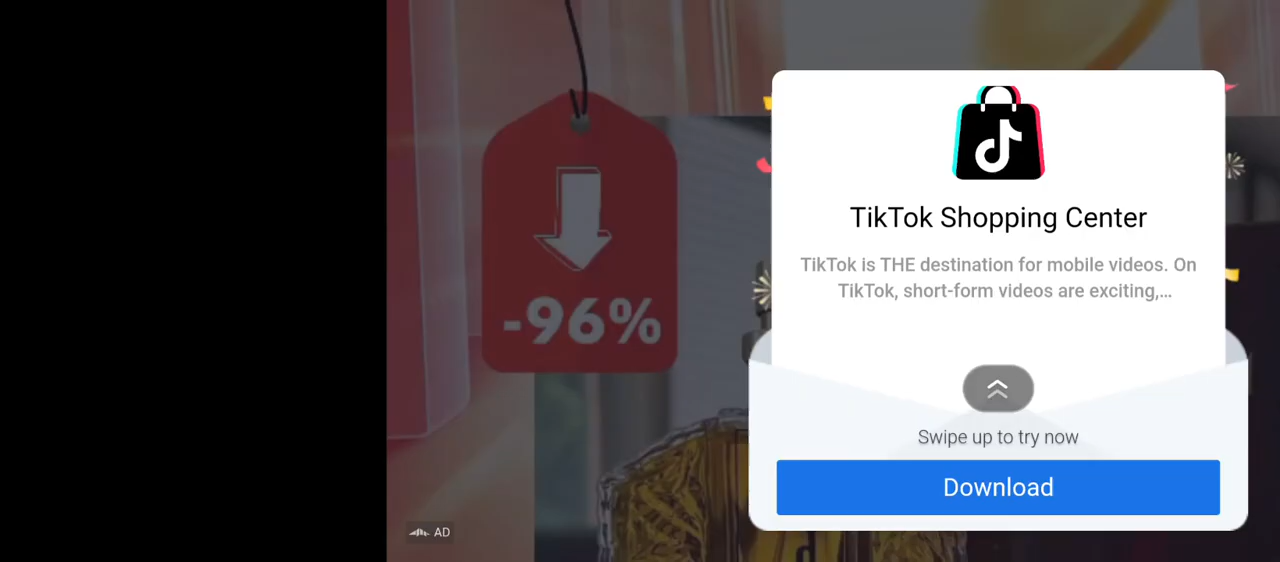 -96%
TikTok Shopping Center
TikTok is THE destination for mobile videos. On
TikTok, short-form videos are exciting,...
Swipe up to try now
Download
AD